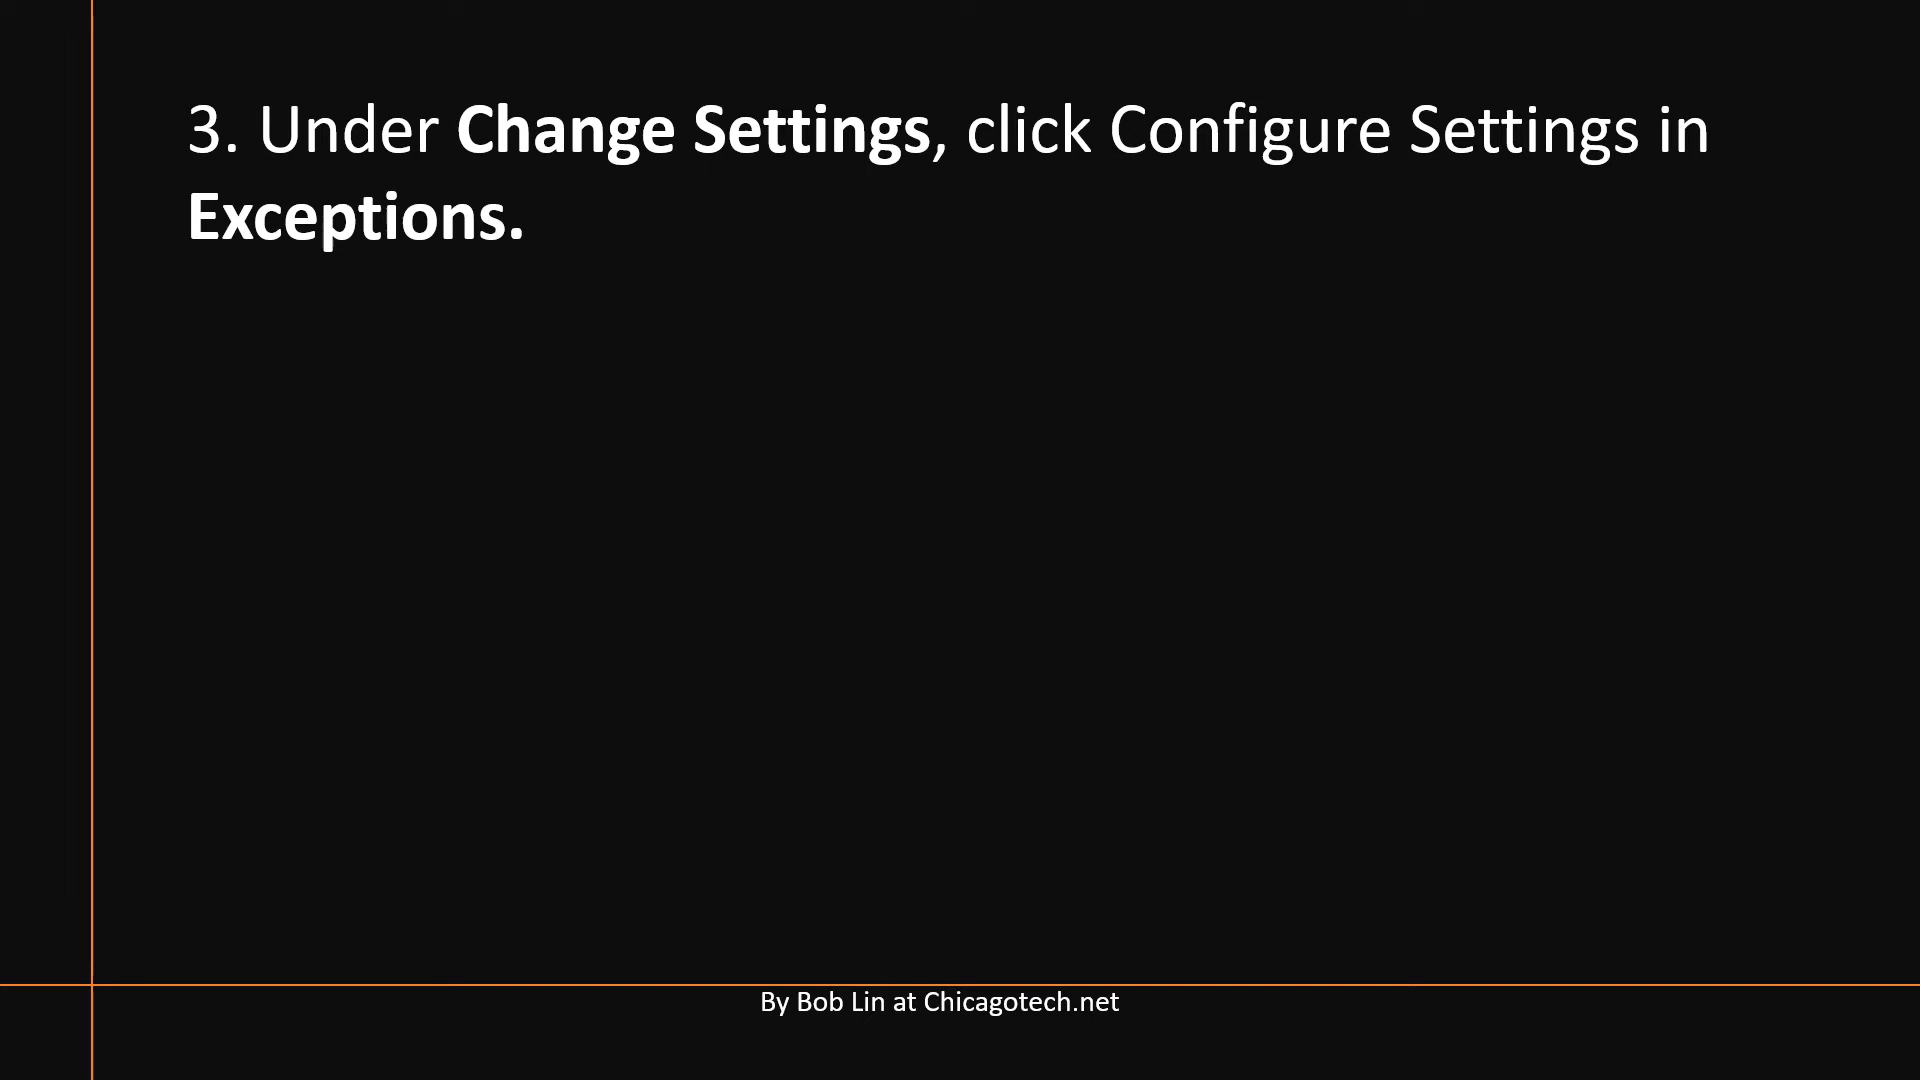 3. Under Change Settings, click Configure Settings in
Exceptions.
By Bob Lin at Chicagotech.net